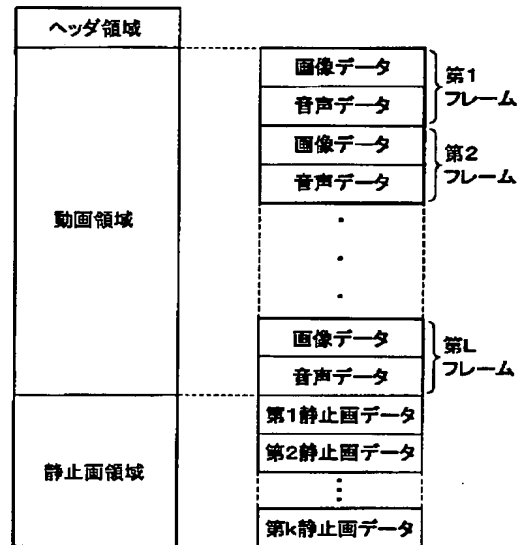 ヘッダ領域
動画領域
静止画領域
画像データ
音声データ
画像データ
音声データ
・
・
・
画像データ
音声データ
第1静止画データ
第2静止画データ
⋮
第k静止画データ
第1
フレーム
第2
フレーム
第L
フレーム